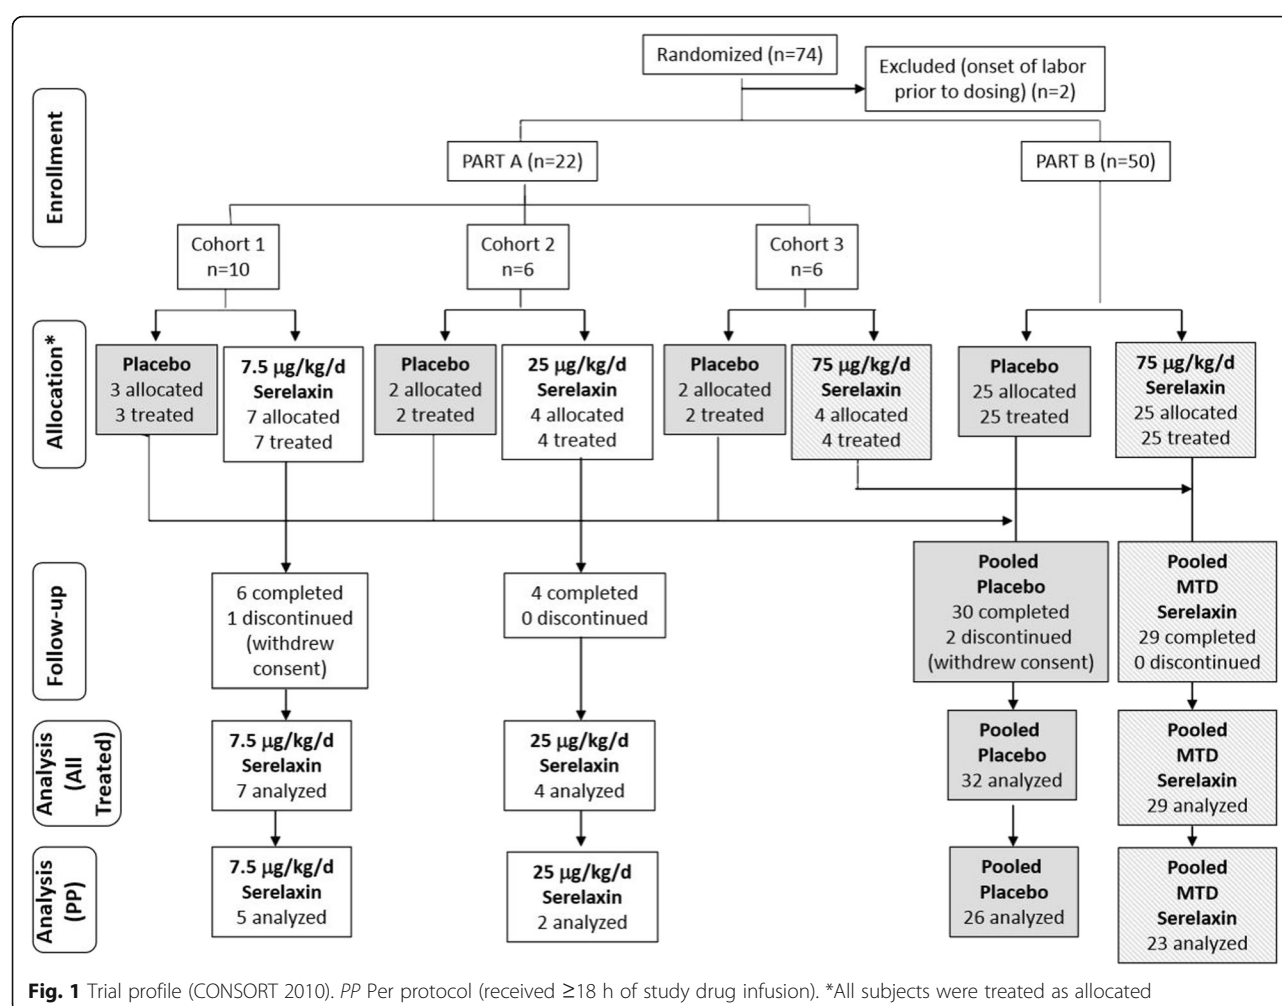 Randomized (n=74)
Excluded (onset of labor
prior to dosing) (n=2)
Enrollment
PART A (n=22)
PART B (n=50)
Cohort 1
n=10
Cohort 2
n=6
Cohort 3
n=6
Allocation*
Placebo
3 allocated
3 treated
7.5 µg/kg/d
Serelaxin
7 allocated
7 treated
Placebo
2 allocated
2 treated
25 µg/kg/d
Serelaxin
4 allocated
4 treated
Placebo
2 allocated
2 treated
75 µg/kg/d
Serelaxin
4 allocated
4 treated
Placebo
25 allocated
25 treated
75 µg/kg/d
Serelaxin
25 allocated
25 treated
Follow-up
6 completed
1 discontinued
(withdrew
consent)
4 completed
0 discontinued
Pooled
Placebo
30 completed
2 discontinued
(withdrew consent)
Pooled
MTD
Serelaxin
29 completed
0 discontinued
Analysis
(All
Treated)
7.5 µg/kg/d
Serelaxin
7 analyzed
25 µg/kg/d
Serelaxin
4 analyzed
Pooled
Placebo
32 analyzed
Pooled
MTD
Serelaxin
29 analyzed
Analysis
(PP)
7.5 µg/kg/d
Serelaxin
5 analyzed
25 µg/kg/d
Serelaxin
2 analyzed
Pooled
Placebo
26 analyzed
Pooled
MTD
Serelaxin
23 analyzed
Fig. 1 Trial profile (CONSORT 2010). PP Per protocol (received ≥18 h of study drug infusion). *All subjects were treated as allocated